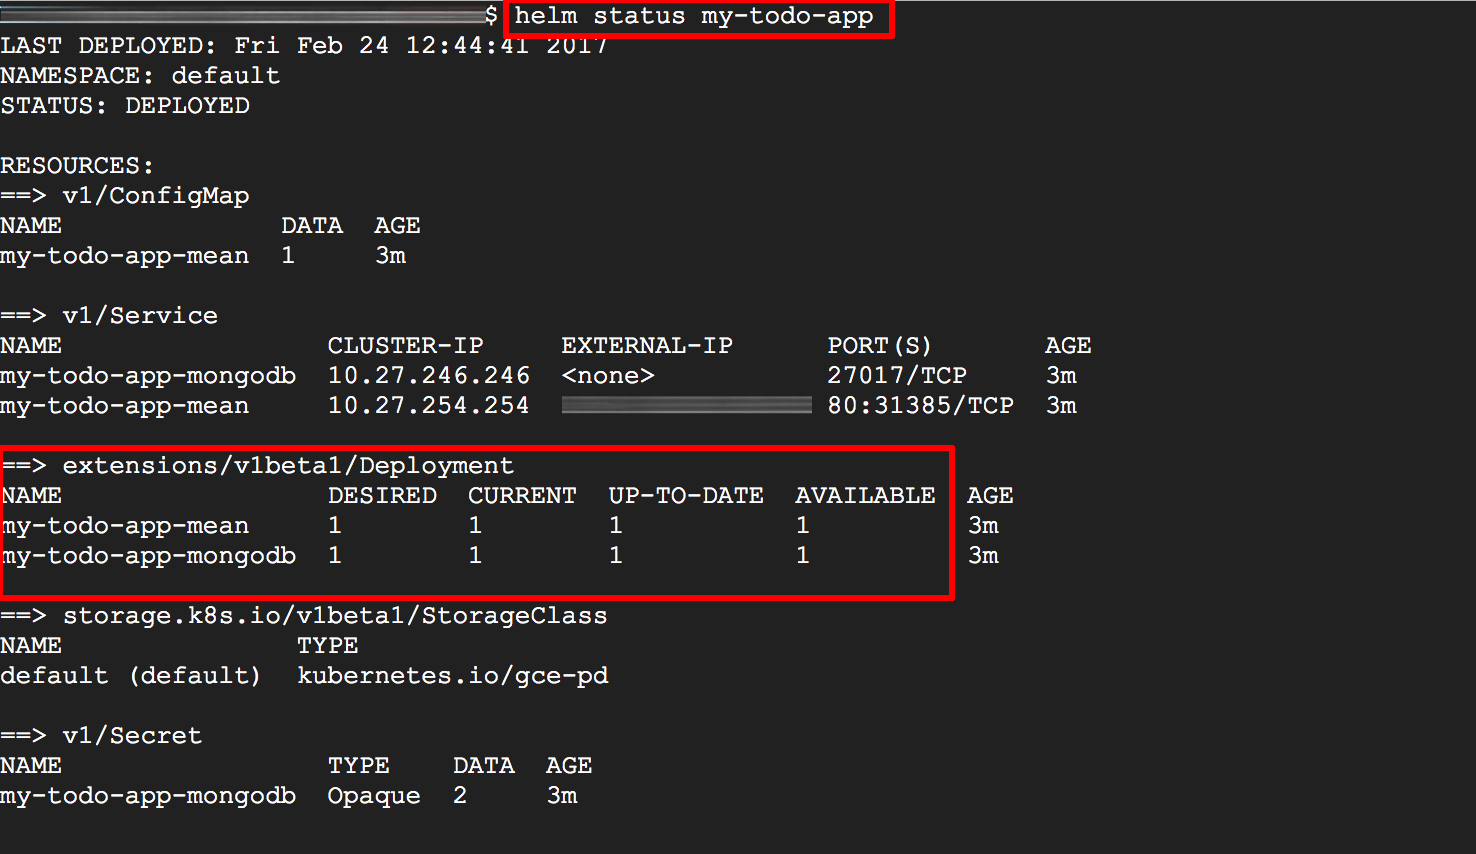 $ helm status my-todo-app
LAST DEPLOYED: Fri Feb 24 12:44:41 2017
NAMESPACE: default
STATUS: DEPLOYED
RESOURCES:
==> v1/ConfigMap
NAME DATA AGE
my-todo-app-mean 1 3m
==> v1/Service
NAME CLUSTER-IP EXTERNAL-IP PORT(S) AGE
my-todo-app-mongodb 10.27.246.246 <none> 27017/TCP 3m
my-todo-app-mean 10.27.254.254 80:31385/TCP 3m
==> extensions/v1beta1/Deployment
NAME DESIRED CURRENT UP-TO-DATE AVAILABLE AGE
my-todo-app-mean 1 1 1 1 3m
my-todo-app-mongodb 1 1 1 1 3m
==> storage.k8s.io/v1beta1/StorageClass
NAME TYPE
default (default) kubernetes.io/gce-pd
==> v1/Secret
NAME TYPE DATA AGE
my-todo-app-mongodb Opaque 2 3m